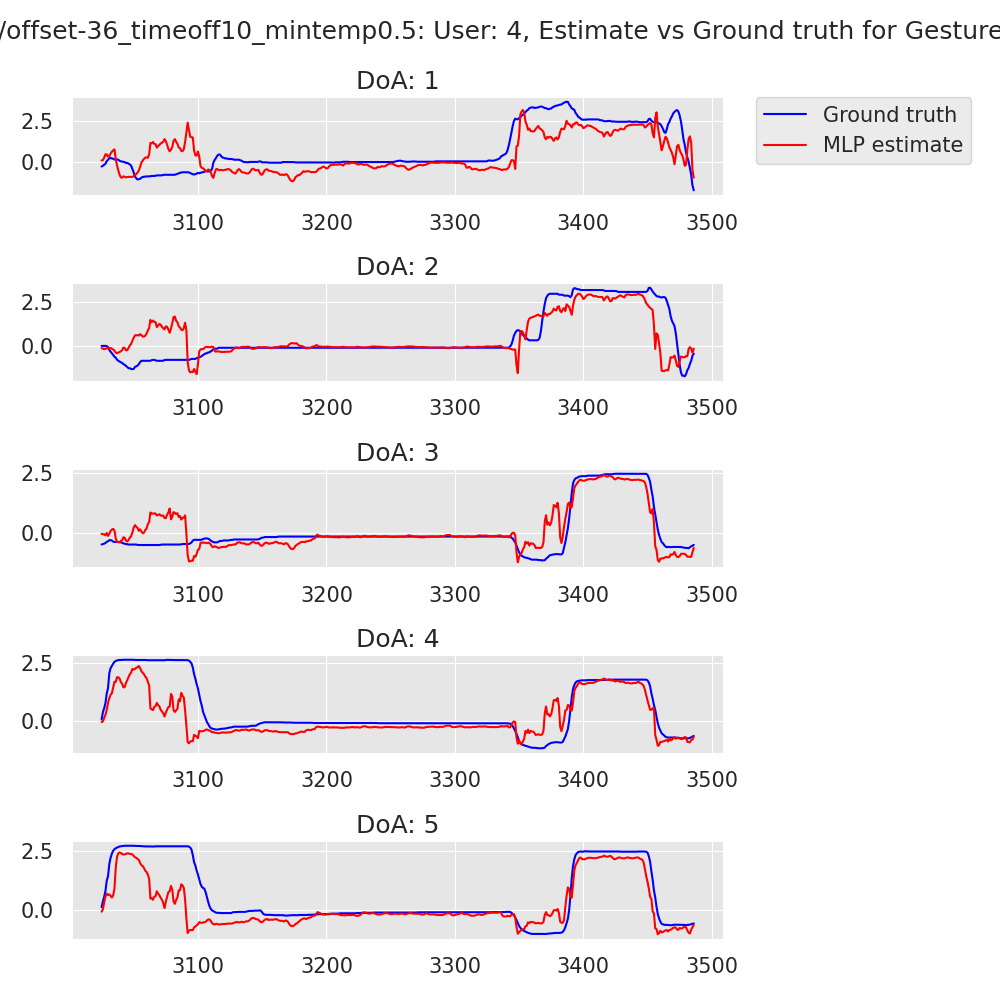 /offset-36_timeoff10_mintemp0.5: User: 4, Estimate vs Ground truth for Gesture
DoA: 1
Ground truth
MLP estimate
2.5
0.0
3100 3200 3300 3400 3500
DoA: 2
2.5
0.0
3100 3200 3300 3400 3500
DoA: 3
2.5
0.0
3100 3200 3300 3400 3500
DoA: 4
2.5
0.0
3100 3200 3300 3400 3500
DoA: 5
2.5
0.0
3100 3200 3300 3400 3500